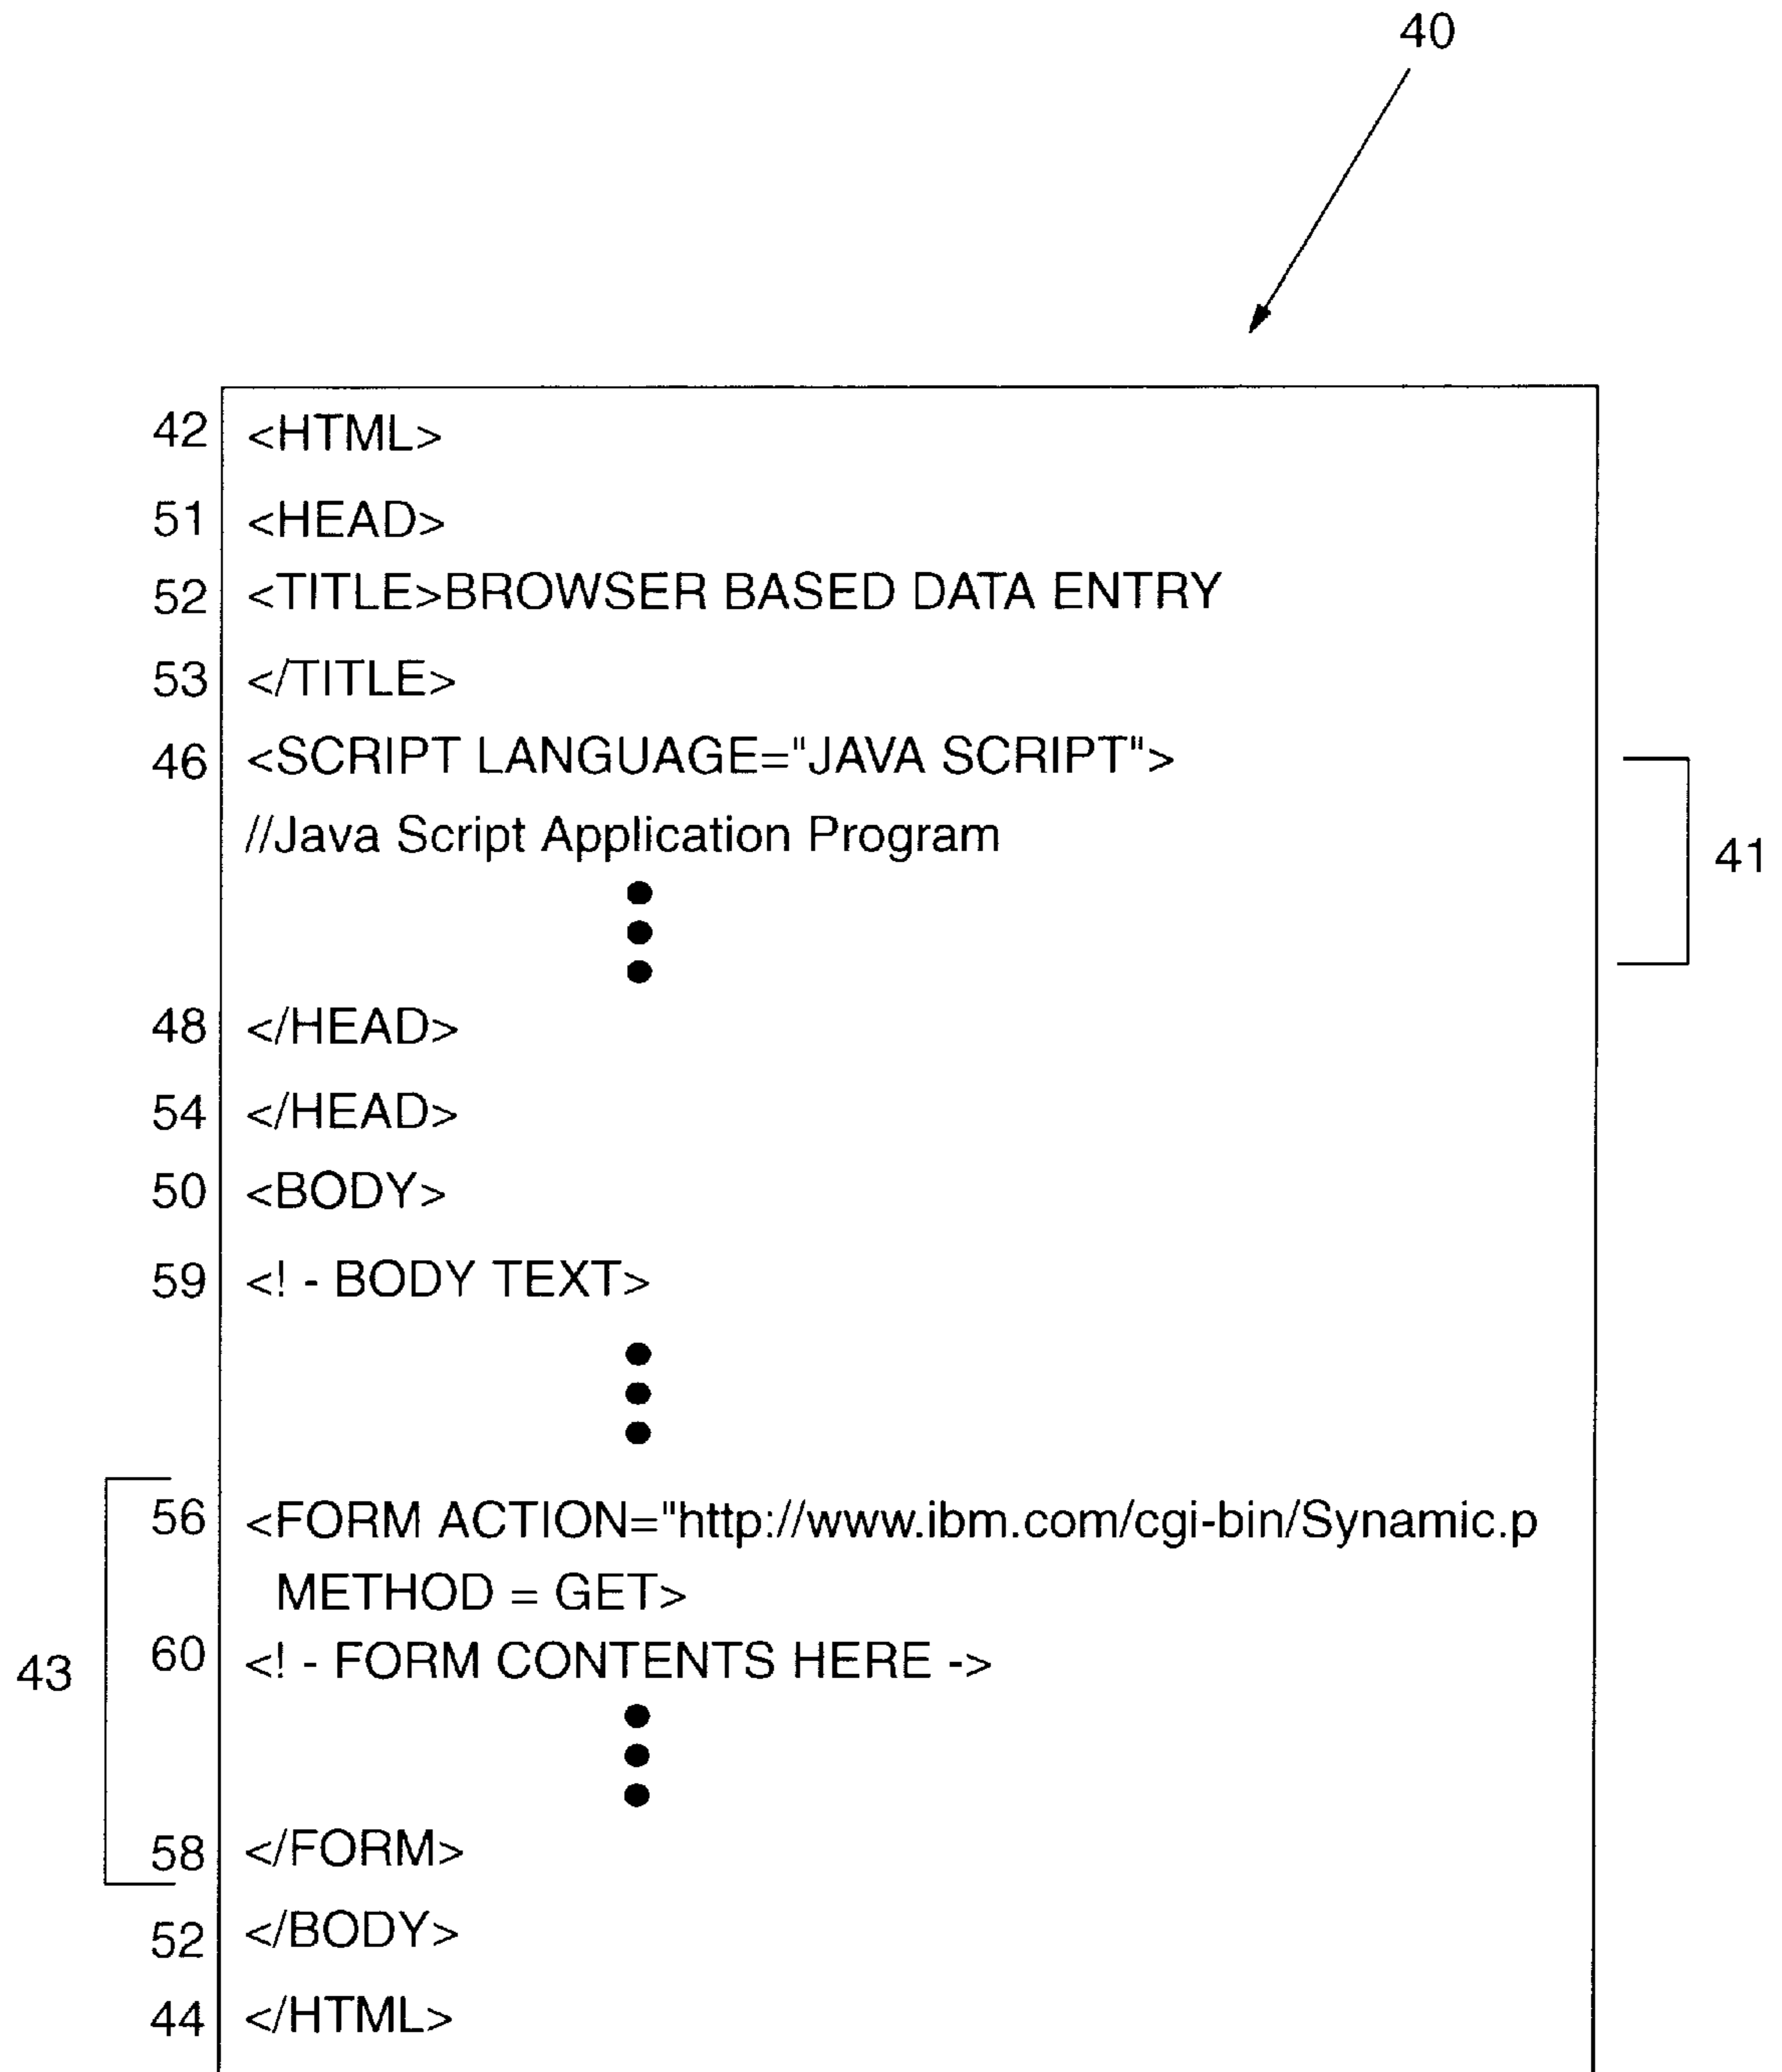 40
42 <HTML>
51 <HEAD>
52 <TITLE>BROWSER BASED DATA ENTRY
53 </TITLE>
46 <SCRIPT LANGUAGE="JAVA SCRIPT">
//Java Script Application Program
41
48 </HEAD>
54 </HEAD>
50 <BODY>
59 <! - BODY TEXT>
56 <FORM ACTION="http://www.ibm.com/cgi-bin/Synamic.p
METHOD = GET>
43
60 <! - FORM CONTENTS HERE ->
58 </FORM>
52 </BODY>
44 </HTML>